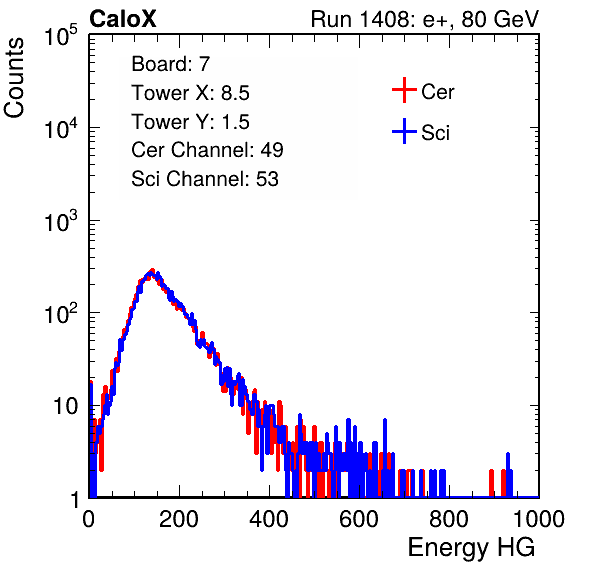 CaloX Run 1408: e+, 80 GeV
Counts
10^5
10^4
10^3
10^2
10
1
Board: 7
Tower X: 8.5
Tower Y: 1.5
Cer Channel: 49
Sci Channel: 53
Cer
Sci
0 200 400 600 800 1000
Energy HG